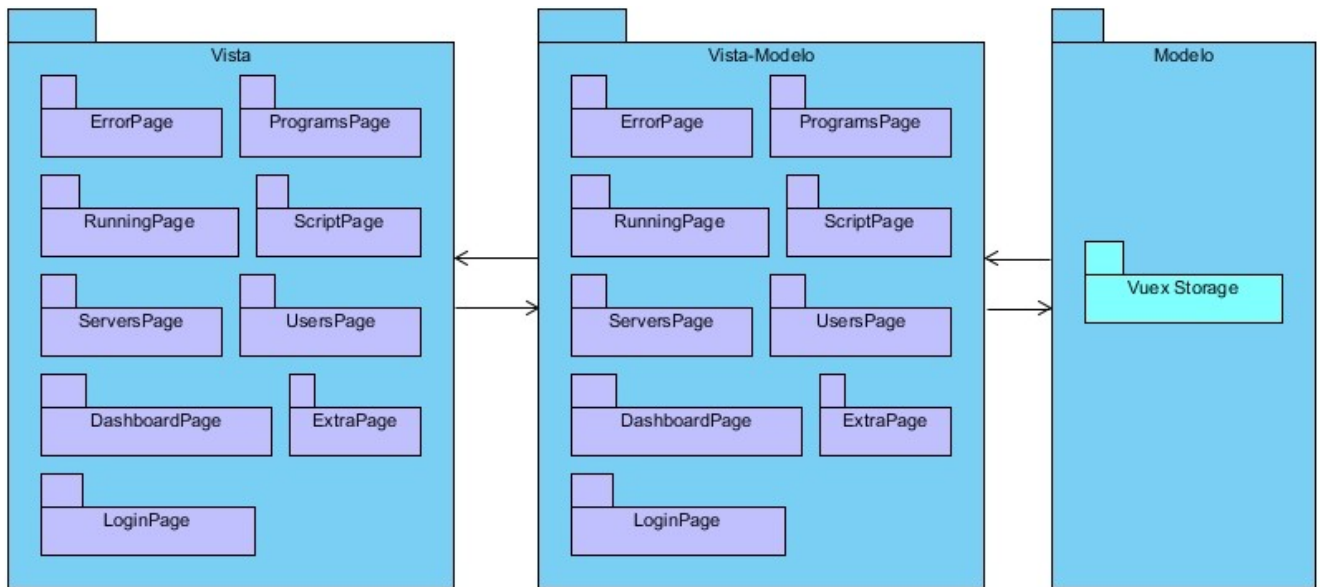 Vista
ErrorPage
ProgramsPage
RunningPage
ScriptPage
ServersPage
UsersPage
DashboardPage
ExtraPage
LoginPage
Vista-Modelo
ErrorPage
ProgramsPage
RunningPage
ScriptPage
ServersPage
UsersPage
DashboardPage
ExtraPage
LoginPage
Modelo
Vuex Storage